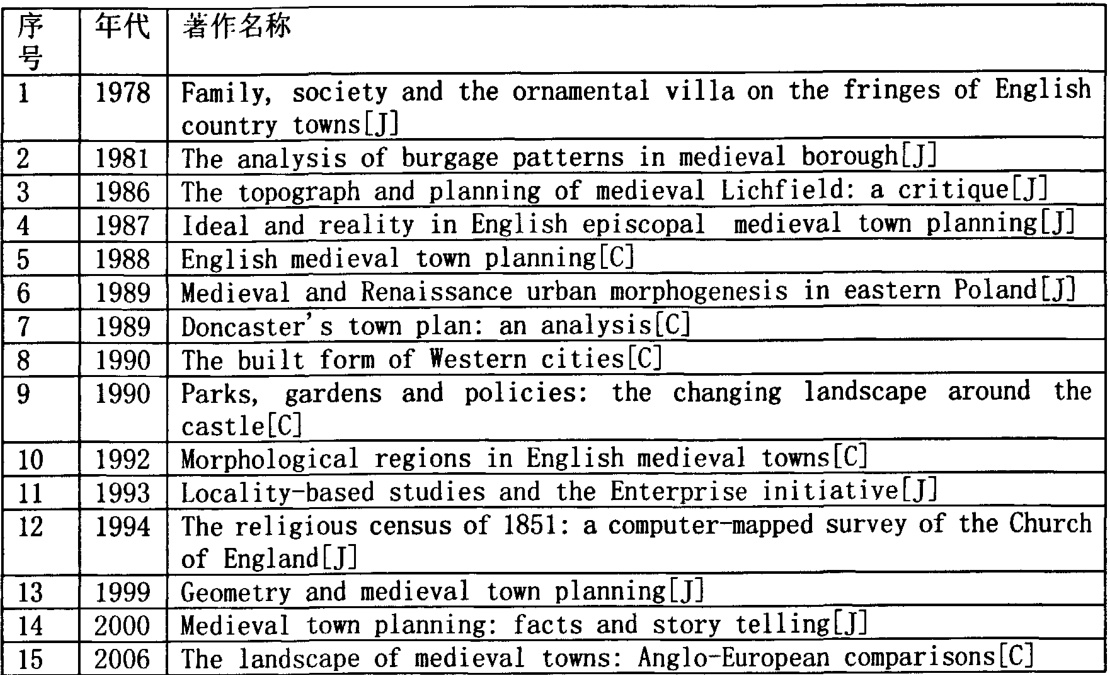 序 年代 著作名称
号
1 1978 Family, society and the ornamental villa on the fringes of English
country towns[J]
2 1981 The analysis of burgage patterns in medieval borough[J]
3 1986 The topograph and planning of medieval Lichfield: a critique[J]
4 1987 Ideal and reality in English episcopal medieval town planning[J]
5 1988 English medieval town planning[C]
6 1989 Medieval and Renaissance urban morphogenesis in eastern Poland[J]
7 1989 Doncaster's town plan: an analysis[C]
8 1990 The built form of Western cities[C]
9 1990 Parks, gardens and policies: the changing landscape around the
castle[C]
10 1992 Morphological regions in English medieval towns[C]
11 1993 Locality-based studies and the Enterprise initiative[J]
12 1994 The religious census of 1851: a computer-mapped survey of the Church
of England[J]
13 1999 Geometry and medieval town planning[J]
14 2000 Medieval town planning: facts and story telling[J]
15 2006 The landscape of medieval towns: Anglo-European comparisons[C]